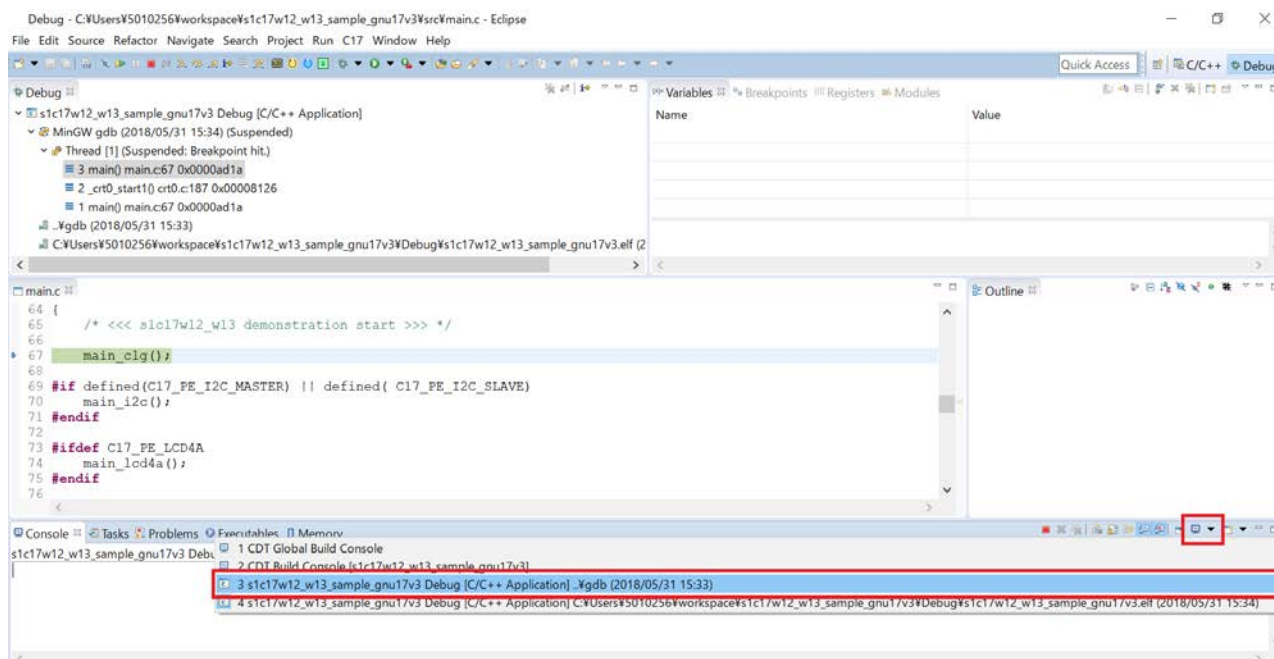 Debug - C:¥Users¥5010256¥workspace¥s1c17w12_w13_sample_gnu17v3¥src¥main.c - Eclipse
File Edit Source Refactor Navigate Search Project Run C17 Window Help
Quick Access C/C++ Debug
Debug
Variables Breakpoints Registers Modules
s1c17w12_w13_sample_gnu17v3 Debug [C/C++ Application]
Name Value
MinGW gdb (2018/05/31 15:34) (Suspended)
Thread [1] (Suspended: Breakpoint hit.)
3 main() main.c:67 0x0000ad1a
2 _crt0_start1() crt0.c:187 0x00008126
1 main() main.c:67 0x0000ad1a
..¥gdb (2018/05/31 15:33)
C:¥Users¥5010256¥workspace¥s1c17w12_w13_sample_gnu17v3¥Debug¥s1c17w12_w13_sample_gnu17v3.elf (2
main.c
Outline
64 {
65 /* <<< s1c17w12_w13 demonstration start >>> */
66
67 main_clg();
68
69 #if defined(C17_PE_I2C_MASTER) || defined( C17_PE_I2C_SLAVE)
70 main_i2c();
71 #endif
72
73 #ifdef C17_PE_LCD4A
74 main_lcd4a();
75 #endif
76
Console Tasks Problems Executables Memory
s1c17w12_w13_sample_gnu17v3 Debu
1 CDT Global Build Console
2 CDT Build Console [s1c17w12_w13_sample_gnu17v3]
3 s1c17w12_w13_sample_gnu17v3 Debug [C/C++ Application] ..¥gdb (2018/05/31 15:33)
4 s1c17w12_w13_sample_gnu17v3 Debug [C/C++ Application] C:¥Users¥5010256¥workspace¥s1c17w12_w13_sample_gnu17v3¥Debug¥s1c17w12_w13_sample_gnu17v3.elf (2018/05/31 15:34)